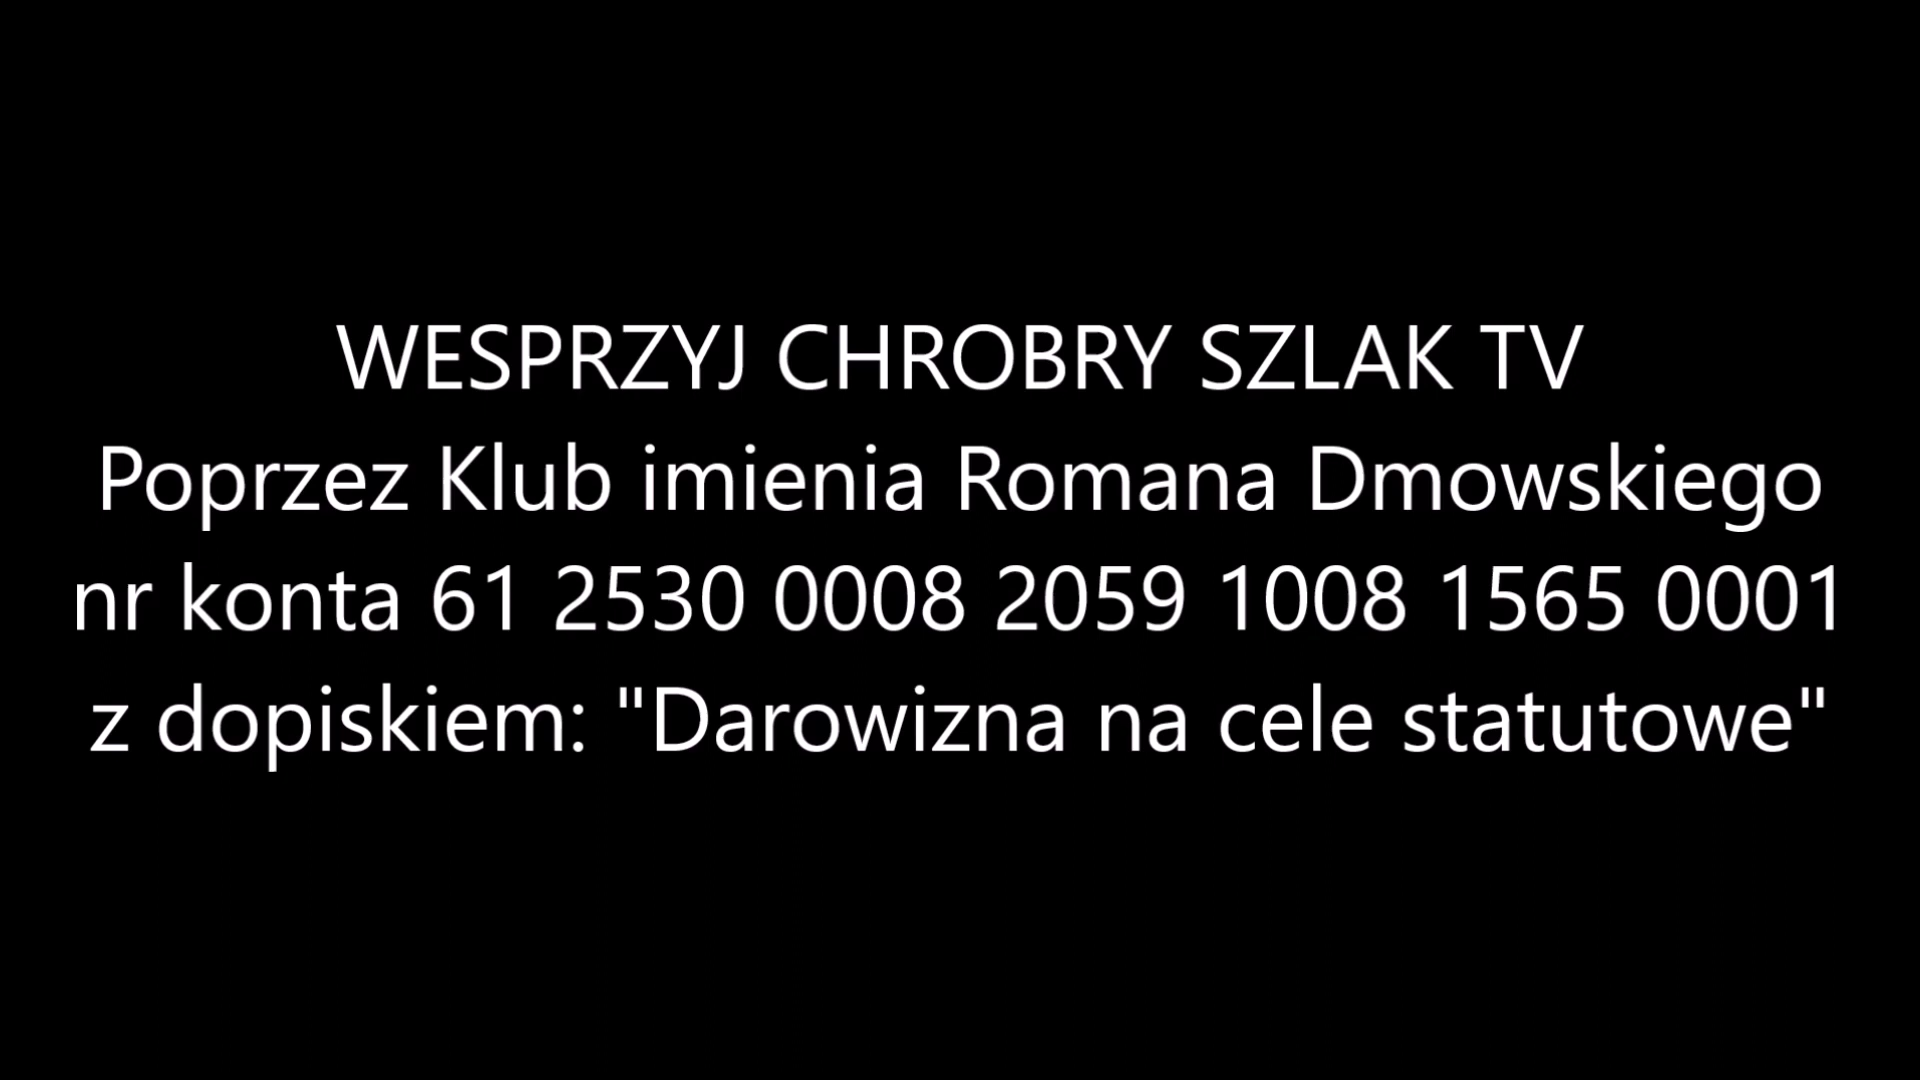 WESPRZYJ CHROBRY SZLAK TV
Poprzez Klub imienia Romana Dmowskiego
nr konta 61 2530 0008 2059 1008 1565 0001
z dopiskiem: "Darowizna na cele statutowe"